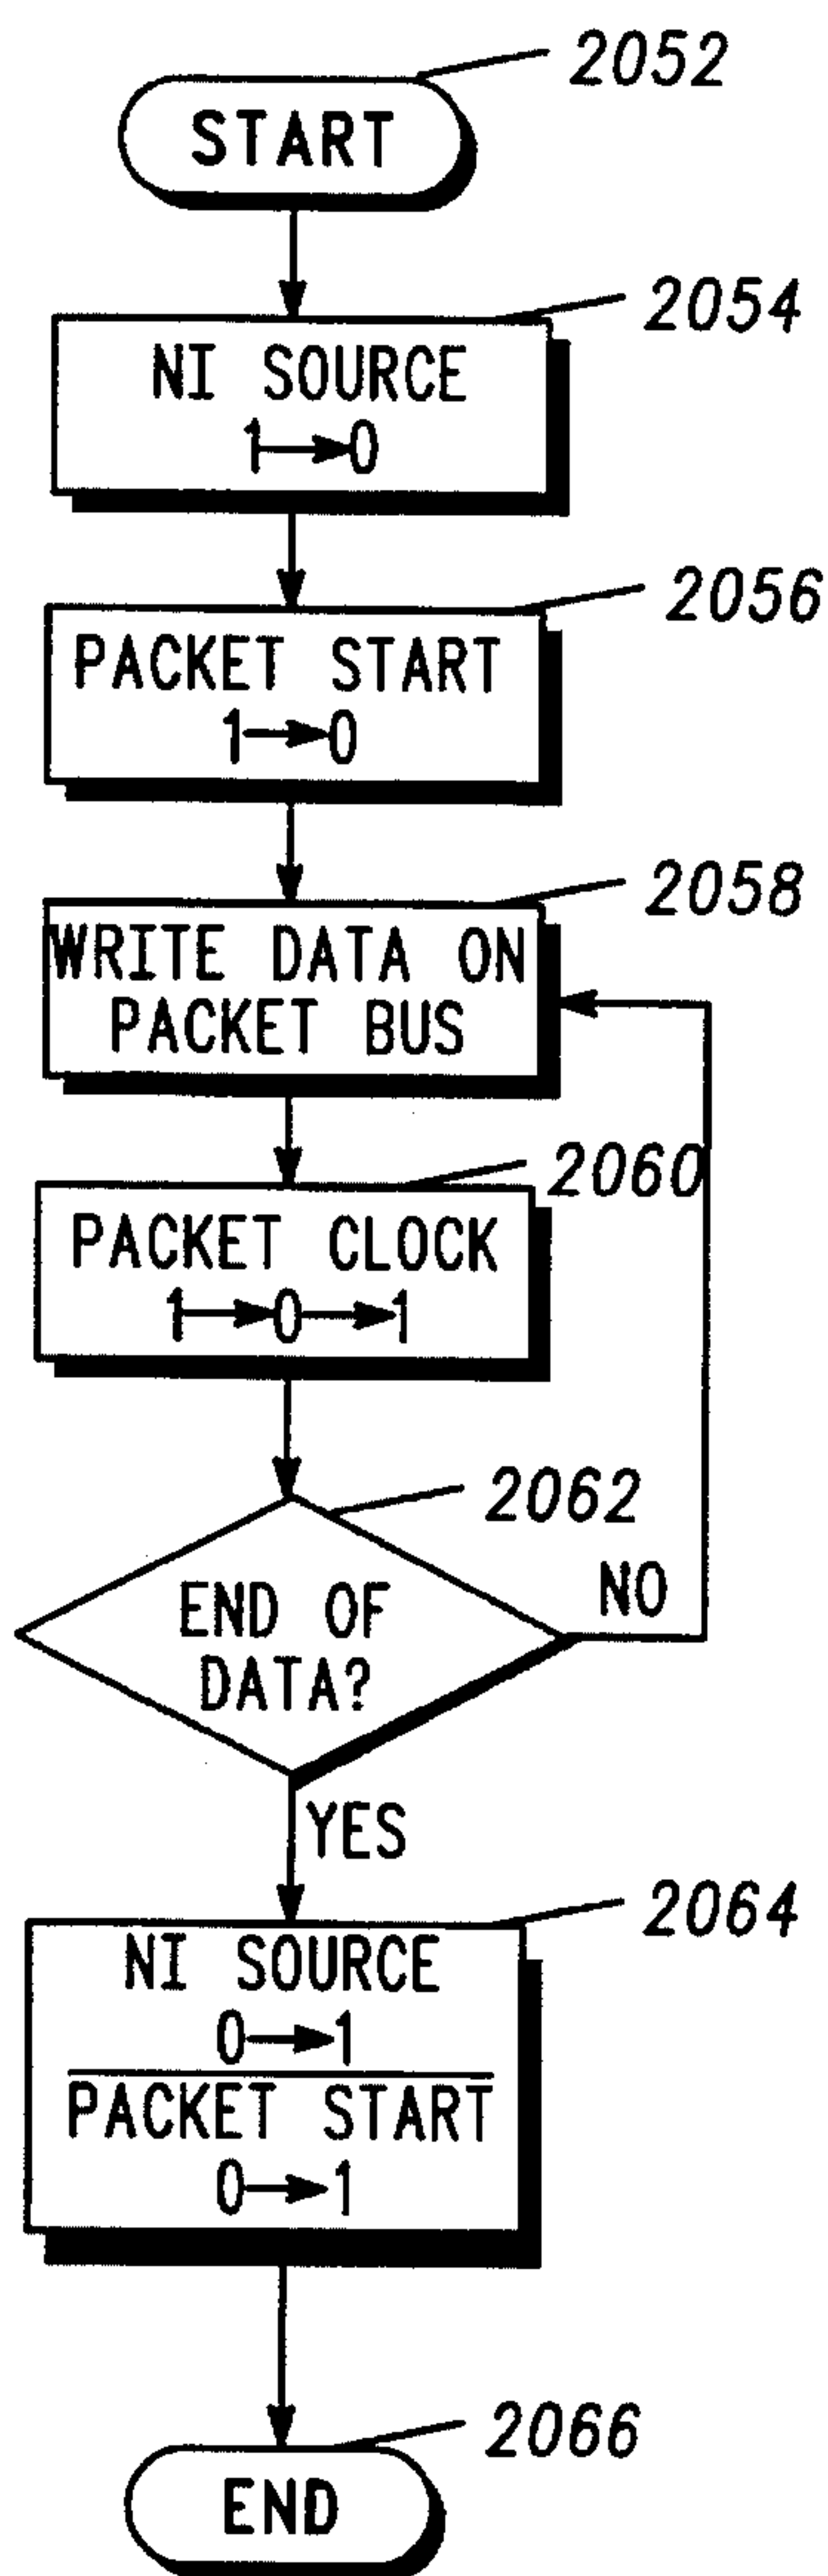 2052
START
2054
NI SOURCE
1→0
2056
PACKET START
1→0
2058
WRITE DATA ON
PACKET BUS
2060
PACKET CLOCK
1→0→1
2062
END OF
DATA?
NO
YES
2064
NI SOURCE
0→1
PACKET START
0→1
2066
END